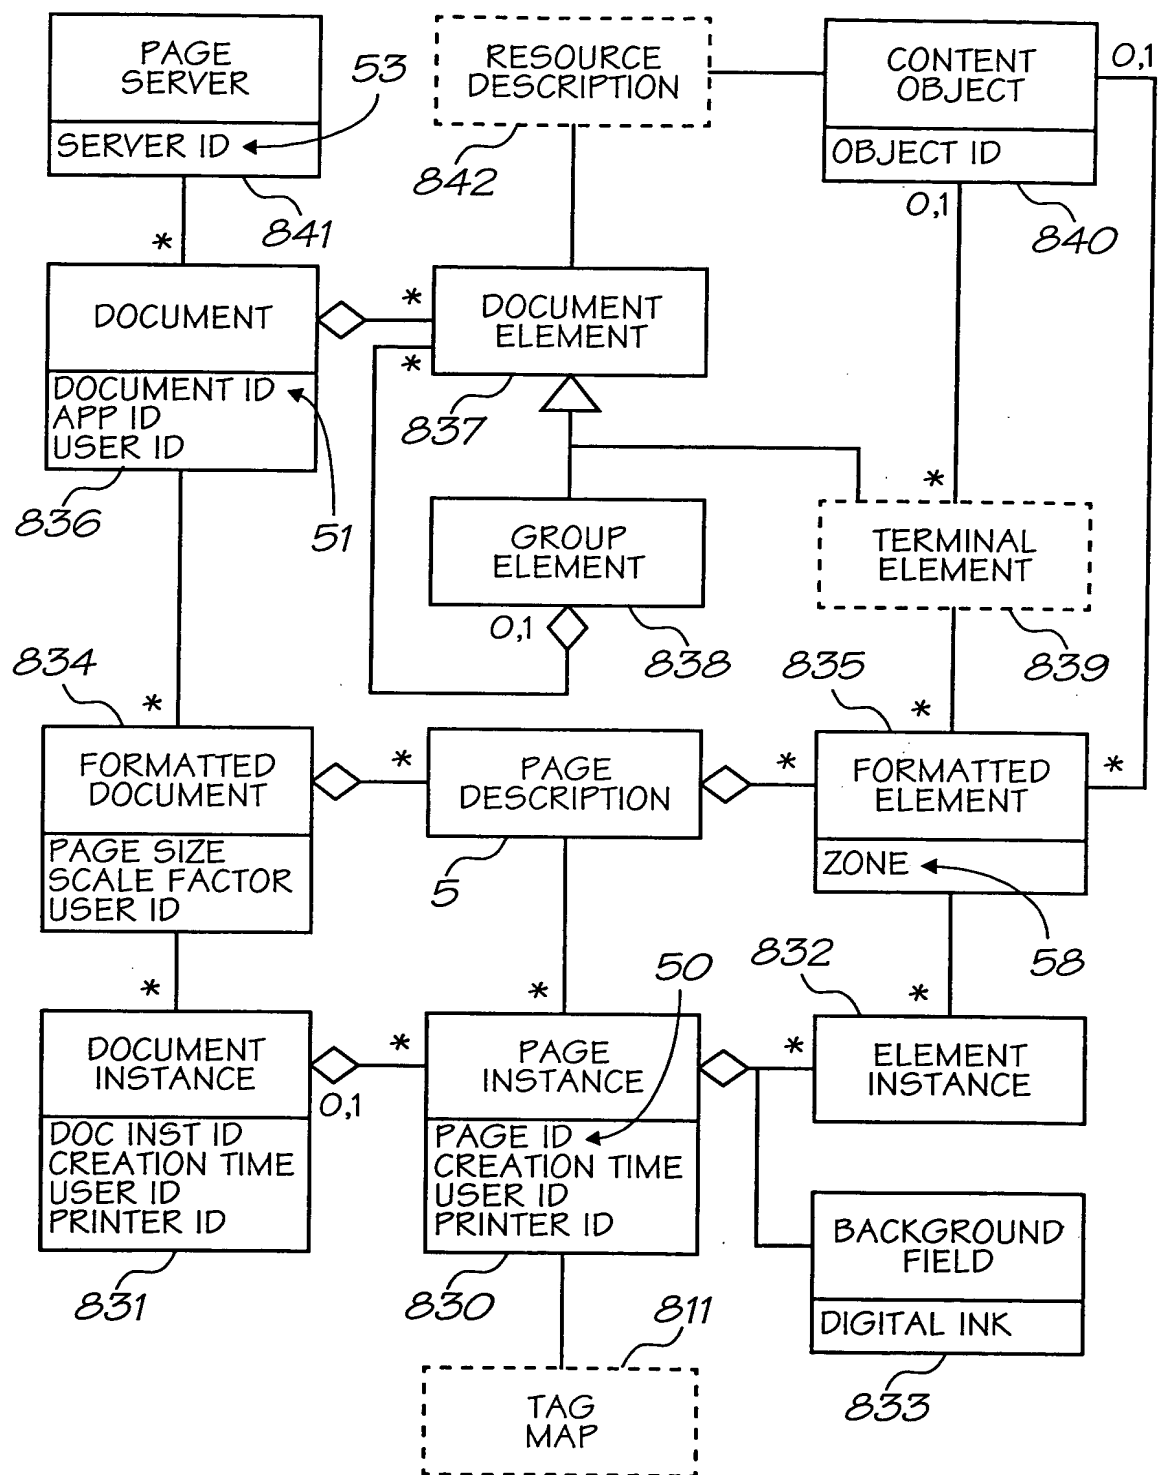 PAGE
SERVER
SERVER ID
53
841
*
RESOURCE
DESCRIPTION
842
CONTENT
OBJECT
OBJECT ID
0,1
0,1
840
DOCUMENT
DOCUMENT ID
APP ID
USER ID
836
51
*
*
DOCUMENT
ELEMENT
837
GROUP
ELEMENT
0,1
838
*
TERMINAL
ELEMENT
839
834
*
FORMATTED
DOCUMENT
PAGE SIZE
SCALE FACTOR
USER ID
*
PAGE
DESCRIPTION
5
835
*
*
*
FORMATTED
ELEMENT
ZONE
58
*
DOCUMENT
INSTANCE
DOC INST ID
CREATION TIME
USER ID
PRINTER ID
831
0,1
*
*
50
PAGE
INSTANCE
PAGE ID
CREATION TIME
USER ID
PRINTER ID
830
832
*
*
ELEMENT
INSTANCE
BACKGROUND
FIELD
DIGITAL INK
833
811
TAG
MAP